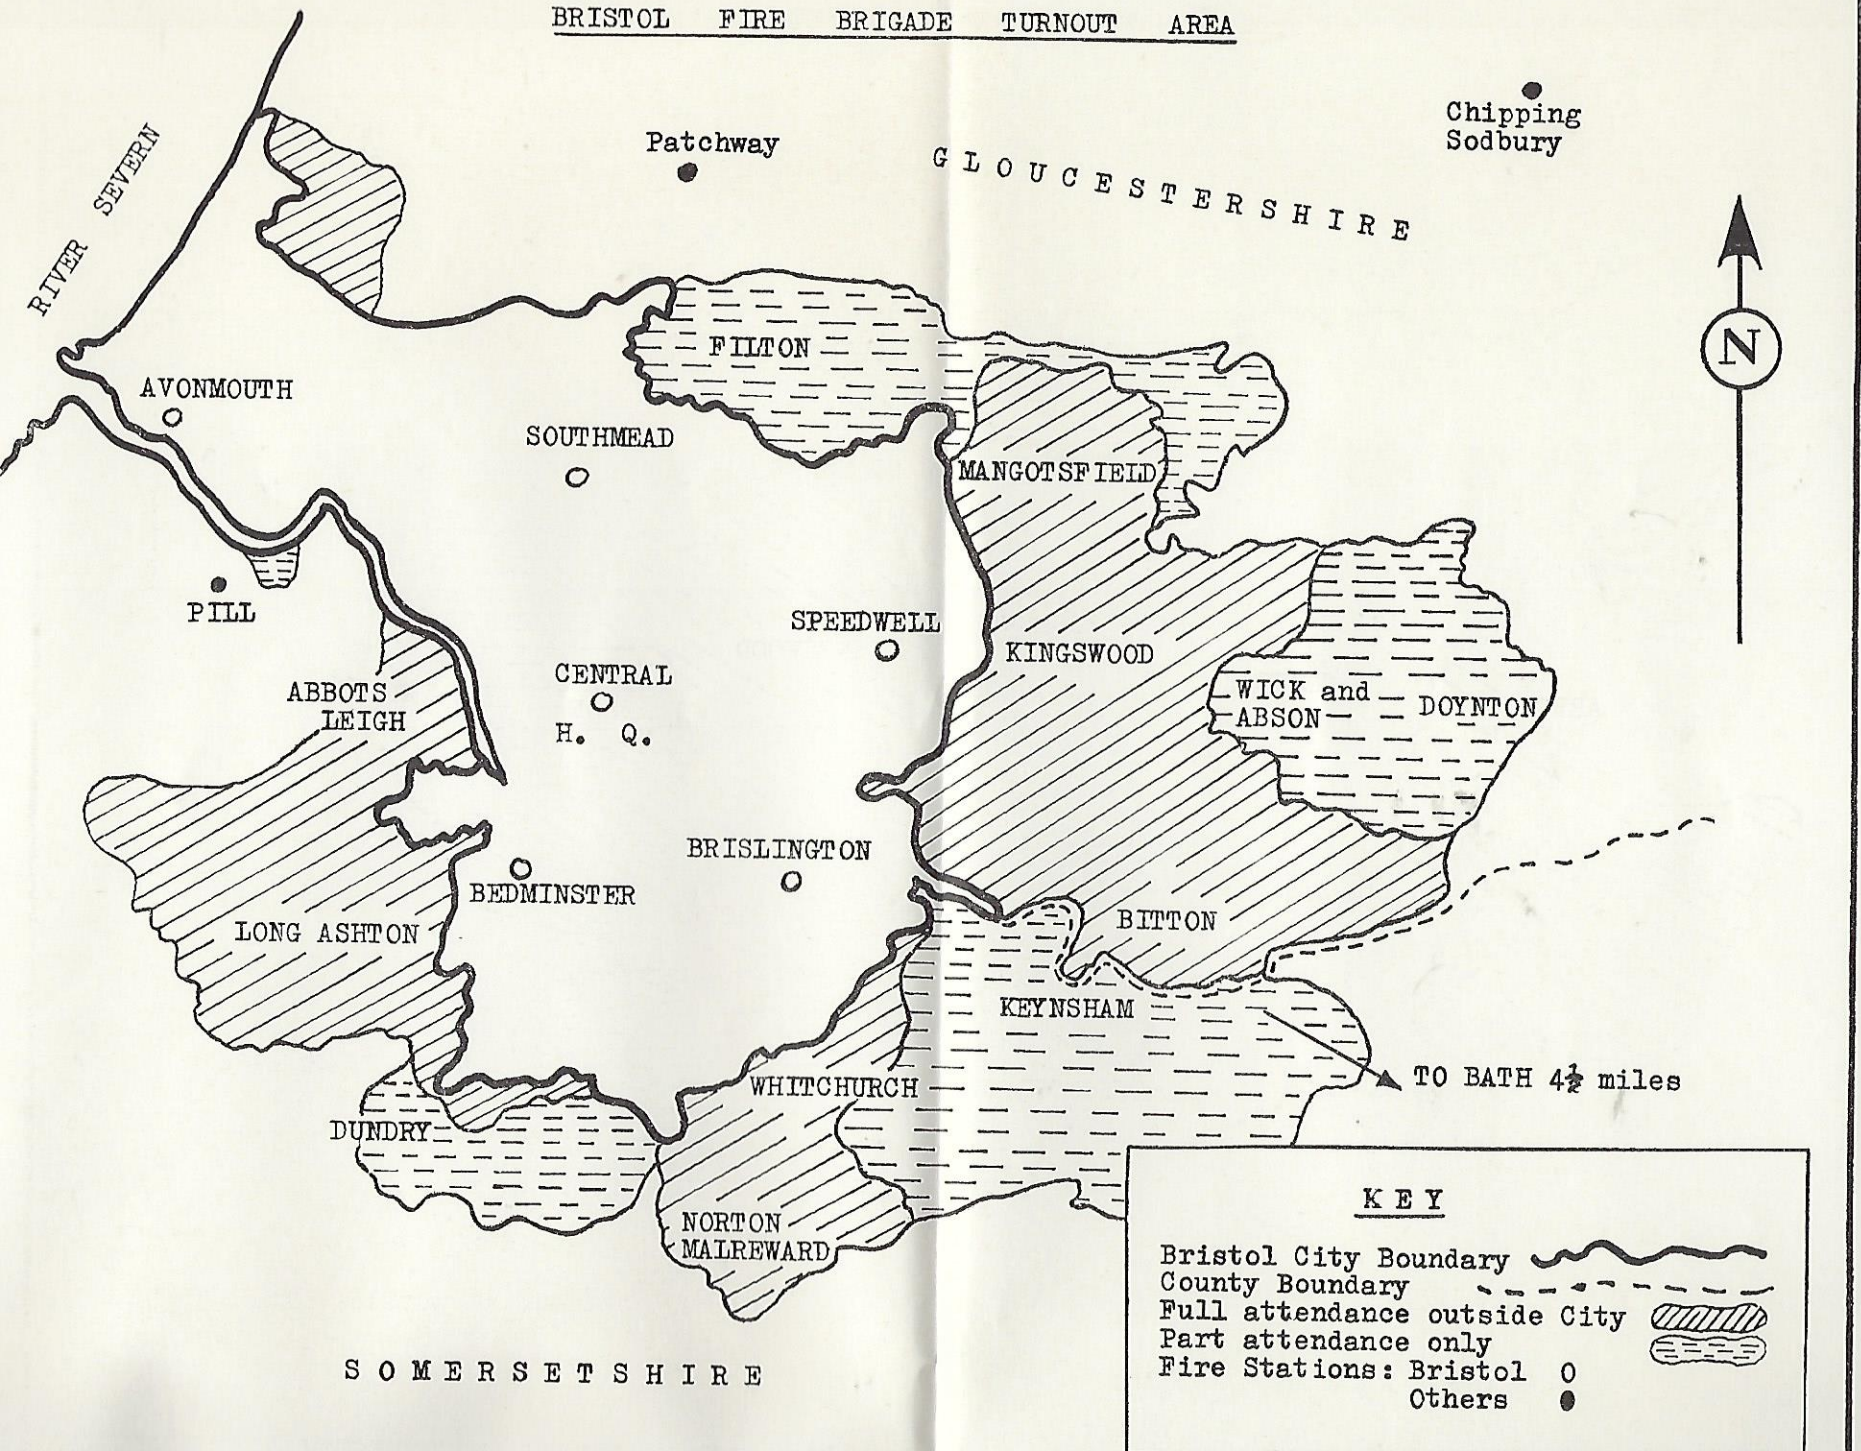 BRISTOL FIRE BRIGADE TURNOUT AREA
Chipping
Sodbury
Patchway
GLOUCESTERSHIRE
RIVER SEVERN
N
FILTON
AVONMOUTH
SOUTHMEAD
MANGOTSFIELD
PILL
SPEEDWELL
KINGSWOOD
CENTRAL
H. Q.
ABBOTS
LEIGH
WICK and
ABSON
DOYNTON
BRISLINGTON
BEDMINSTER
LONG ASHTON
BITTON
KEYNSHAM
WHITCHURCH
TO BATH 4½ miles
DUNDRY
NORTON
MALREWARD
SOMERSETSHIRE
KEY
Bristol City Boundary
County Boundary
Full attendance outside City
Part attendance only
Fire Stations: Bristol O
Others